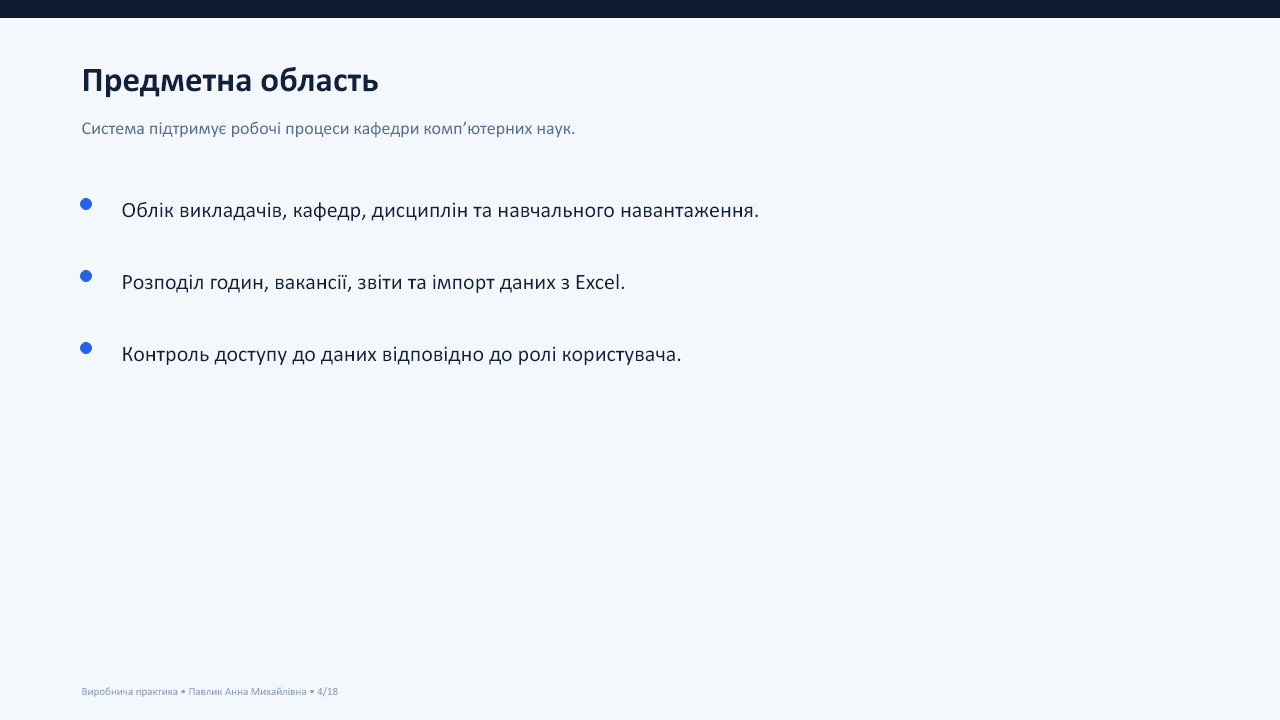 Предметна область
Система підтримує робочі процеси кафедри комп’ютерних наук.
Облік викладачів, кафедр, дисциплін та навчального навантаження.
Розподіл годин, вакансії, звіти та імпорт даних з Excel.
Контроль доступу до даних відповідно до ролі користувача.
Виробнича практика • Павлик Анна Михайлівна • 4/18